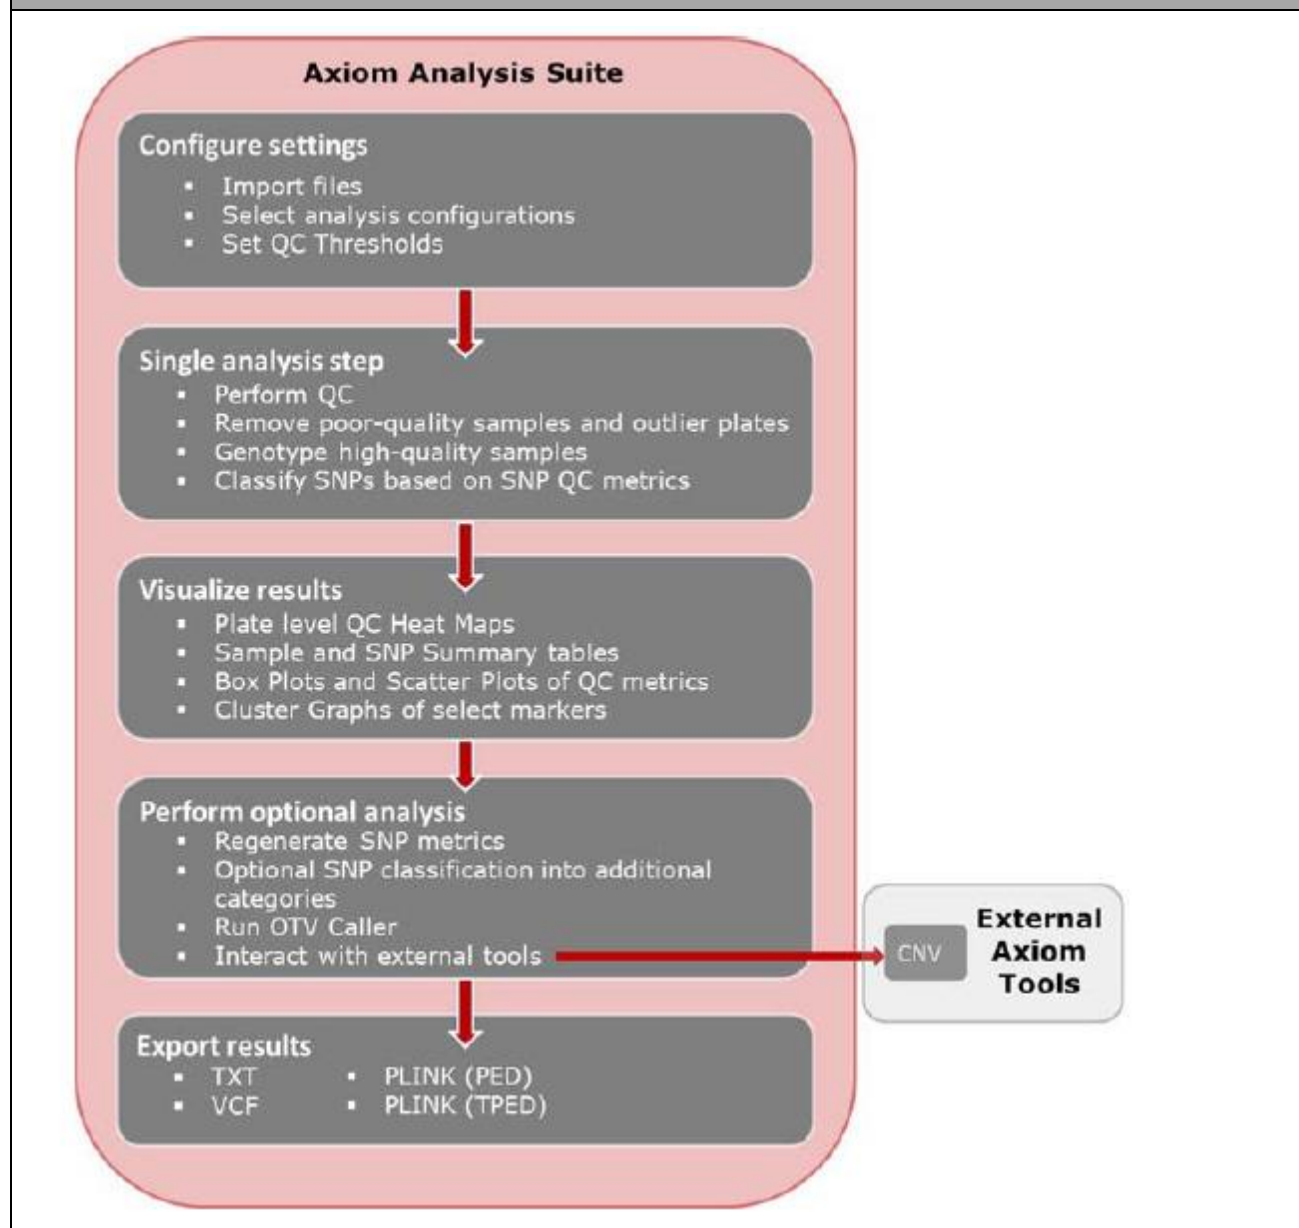 Axiom Analysis Suite
Configure settings
▪ Import files
▪ Select analysis configurations
▪ Set QC Thresholds
Single analysis step
▪ Perform QC
▪ Remove poor-quality samples and outlier plates
▪ Genotype high-quality samples
▪ Classify SNPs based on SNP QC metrics
Visualize results
▪ Plate level QC Heat Maps
▪ Sample and SNP Summary tables
▪ Box Plots and Scatter Plots of QC metrics
▪ Cluster Graphs of select markers
Perform optional analysis
▪ Regenerate SNP metrics
▪ Optional SNP classification into additional
categories
▪ Run OTV Caller
▪ Interact with external tools
CNV
External
Axiom
Tools
Export results
▪ TXT ▪ PLINK (PED)
▪ VCF ▪ PLINK (TPED)